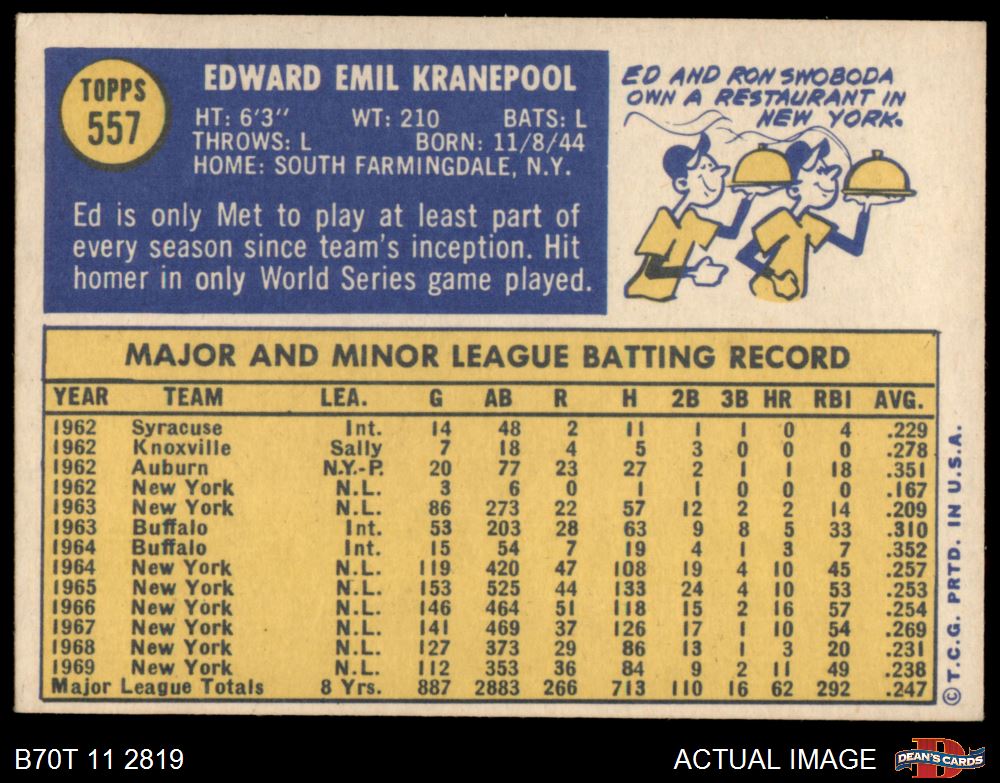 TOPPS
557
EDWARD EMIL KRANEPOOL
HT: 6'3" WT: 210 BATS: L
THROWS: L BORN: 11/8/44
HOME: SOUTH FARMINGDALE, N.Y.
Ed is only Met to play at least part of
every season since team's inception. Hit
homer in only World Series game played.
ED AND RON SWOBODA
OWN A RESTAURANT IN
NEW YORK.
MAJOR AND MINOR LEAGUE BATTING RECORD
YEAR TEAM LEA. G AB R H 2B 3B HR RBI AVG.
1962 Syracuse Int. 14 48 2 11 1 1 0 4 .229
1962 Knoxville Sally 7 18 4 5 3 0 0 0 .278
1962 Auburn N.Y.-P. 20 77 23 27 2 1 1 18 .351
1962 New York N.L. 3 6 0 1 1 0 0 0 .167
1963 New York N.L. 86 273 22 57 12 2 2 14 .209
1963 Buffalo Int. 53 203 28 63 9 8 5 33 .310
1964 Buffalo Int. 15 54 7 19 4 1 3 7 .352
1964 New York N.L. 119 420 47 108 19 4 10 45 .257
1965 New York N.L. 153 525 44 133 24 4 10 53 .253
1966 New York N.L. 146 464 51 118 15 2 16 57 .254
1967 New York N.L. 141 469 37 126 17 1 10 54 .269
1968 New York N.L. 127 373 29 86 13 1 3 20 .231
1969 New York N.L. 112 353 36 84 9 2 11 49 .238
Major League Totals 8 Yrs. 887 2883 266 713 110 16 62 292 .247
© T.C.G. PRTD. IN U.S.A.
B70T 11 2819
ACTUAL IMAGE
DEAN'S CARDS